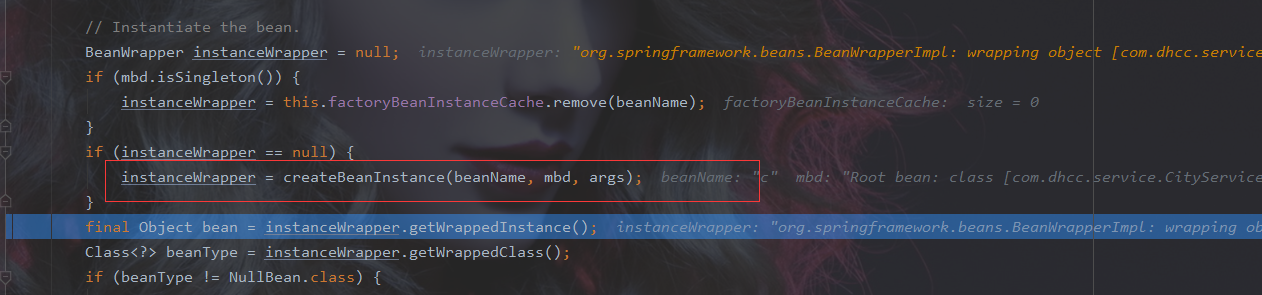 // Instantiate the bean.
BeanWrapper instanceWrapper = null; instanceWrapper: "org.springframework.beans.BeanWrapperImpl: wrapping object [com.dhcc.service
if (mbd.isSingleton()) {
instanceWrapper = this.factoryBeanInstanceCache.remove(beanName); factoryBeanInstanceCache: size = 0
}
if (instanceWrapper == null) {
instanceWrapper = createBeanInstance(beanName, mbd, args); beanName: "c" mbd: "Root bean: class [com.dhcc.service.CityService
}
final Object bean = instanceWrapper.getWrappedInstance(); instanceWrapper: "org.springframework.beans.BeanWrapperImpl: wrapping ob
Class<?> beanType = instanceWrapper.getWrappedClass();
if (beanType != NullBean.class) {